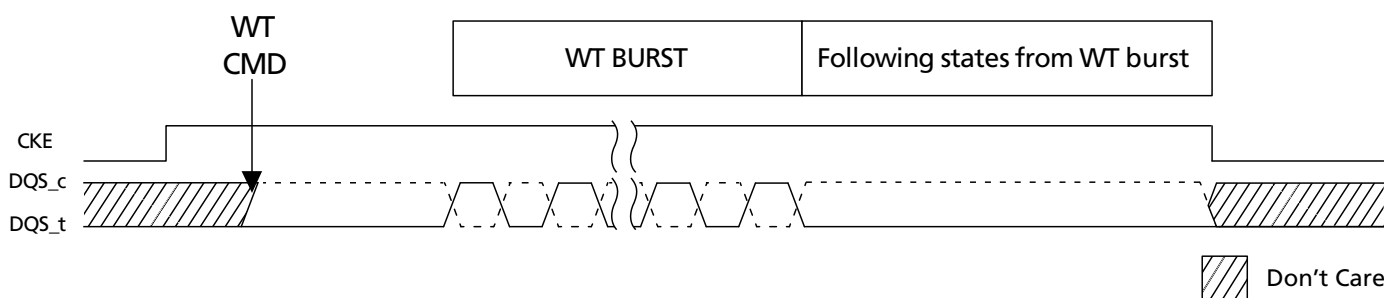 WT
CMD
WT BURST
Following states from WT burst
CKE
DQS_c
DQS_t
Don't Care